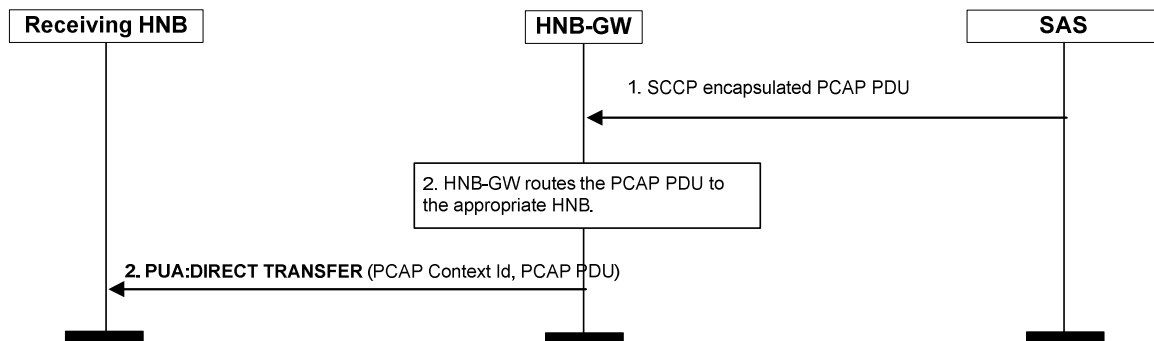 Receiving HNB
HNB-GW
SAS
1. SCCP encapsulated PCAP PDU
2. HNB-GW routes the PCAP PDU to
the appropriate HNB.
2. PUA:DIRECT TRANSFER (PCAP Context Id, PCAP PDU)